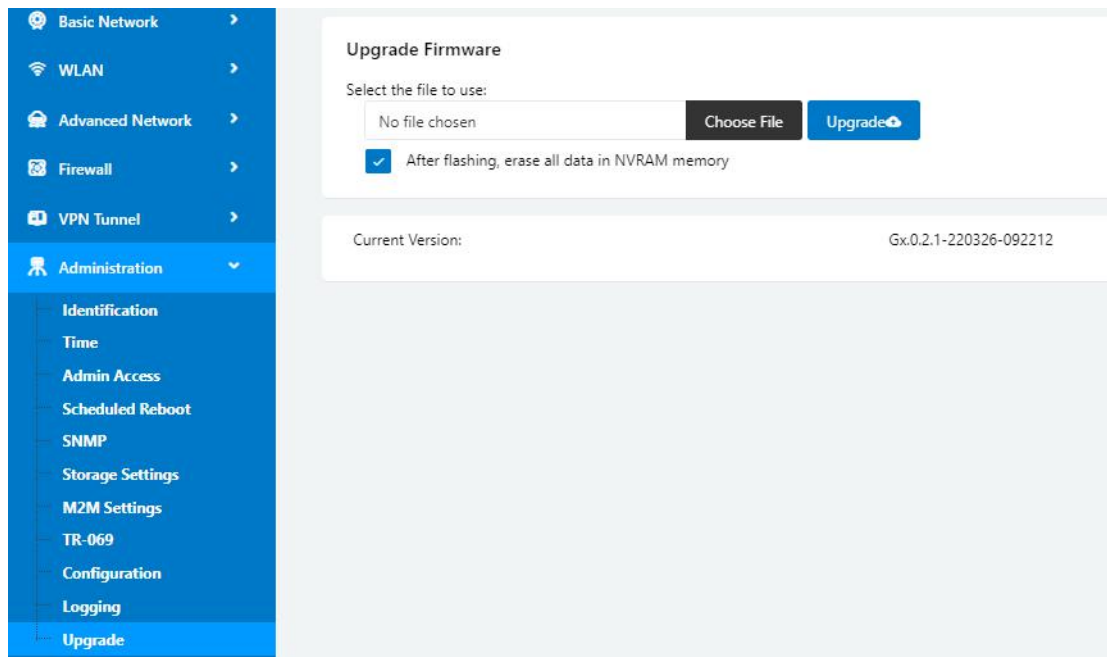 Basic Network
WLAN
Advanced Network
Firewall
VPN Tunnel
Administration
Identification
Time
Admin Access
Scheduled Reboot
SNMP
Storage Settings
M2M Settings
TR-069
Configuration
Logging
Upgrade
Upgrade Firmware
Select the file to use:
No file chosen Choose File Upgrade
After flashing, erase all data in NVRAM memory
Current Version: Gx.0.2.1-220326-092212